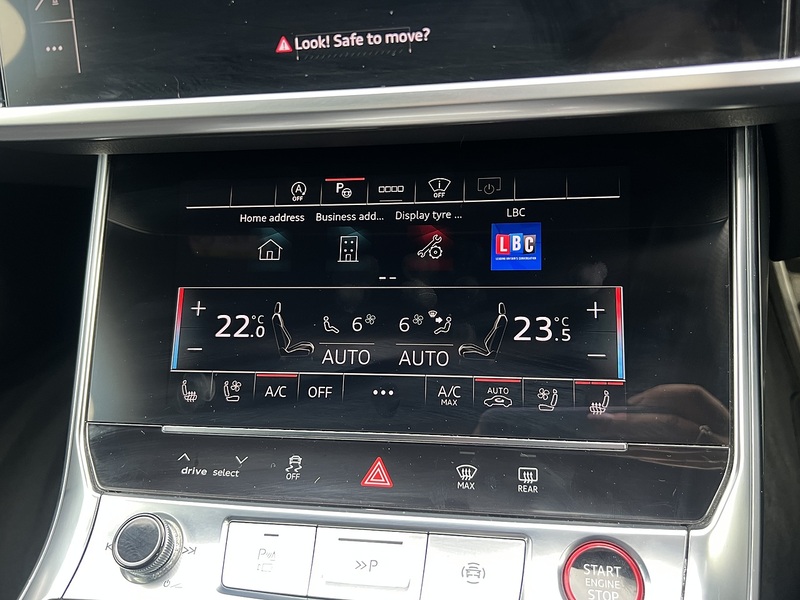 Look! Safe to move?
A
OFF
P
OFF
Home address Business add... Display tyre ... LBC
LBC
22.0 °C 6 6 23.5 °C
AUTO AUTO
A/C OFF ... A/C MAX AUTO
drive select OFF MAX REAR
P
>>P
START
ENGINE
STOP